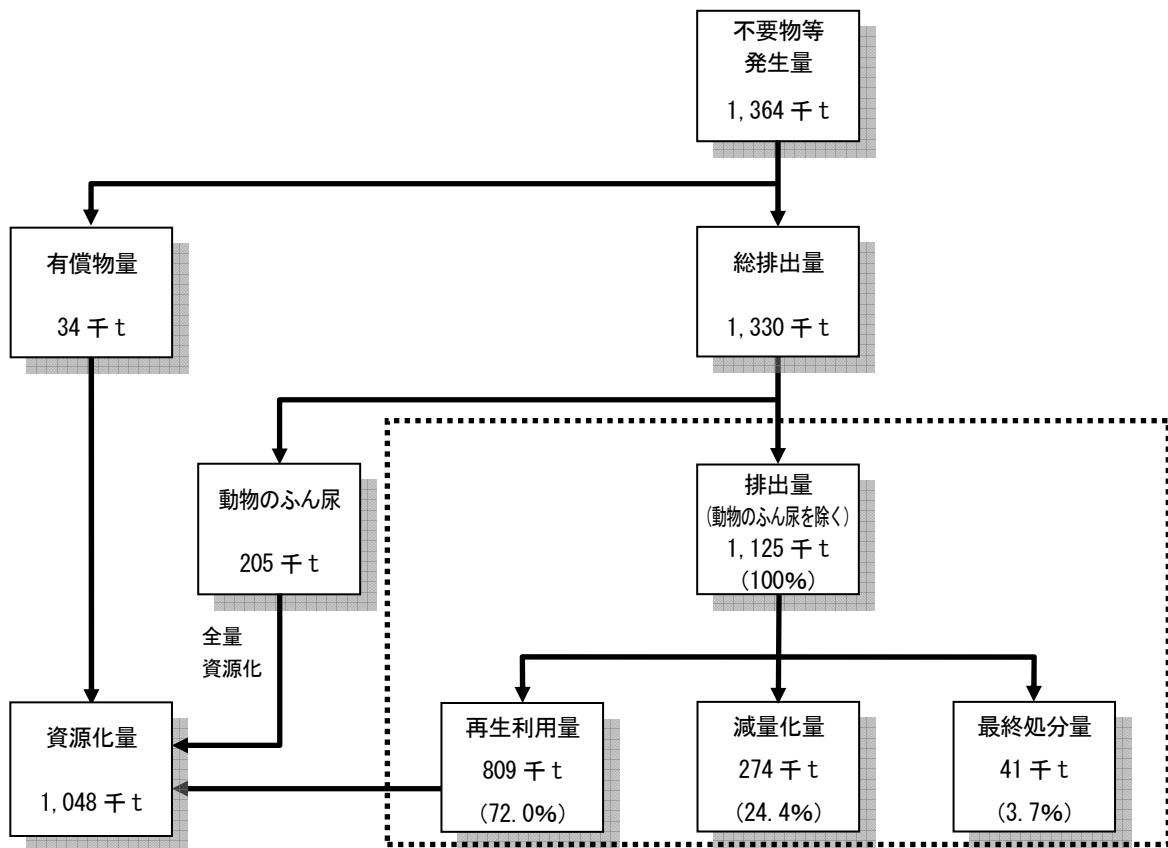 不要物等
発生量
1,364 千 t
有償物量
34 千 t
総排出量
1,330 千 t
動物のふん尿
205 千 t
排出量
(動物のふん尿を除く)
1,125 千 t
(100%)
全量
資源化
資源化量
1,048 千 t
再生利用量
809 千 t
(72.0%)
減量化量
274 千 t
(24.4%)
最終処分量
41 千 t
(3.7%)